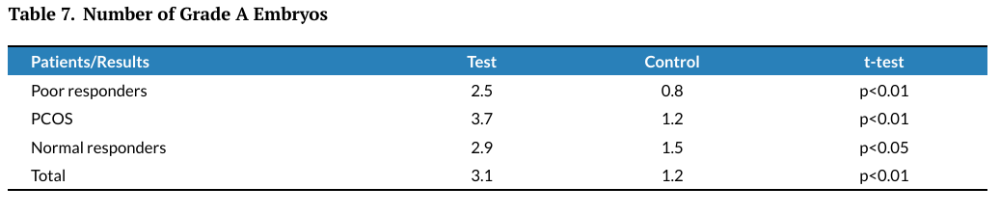 Table 7. Number of Grade A Embryos
Patients/Results Test Control t-test
Poor responders 2.5 0.8 p<0.01
PCOS 3.7 1.2 p<0.01
Normal responders 2.9 1.5 p<0.05
Total 3.1 1.2 p<0.01